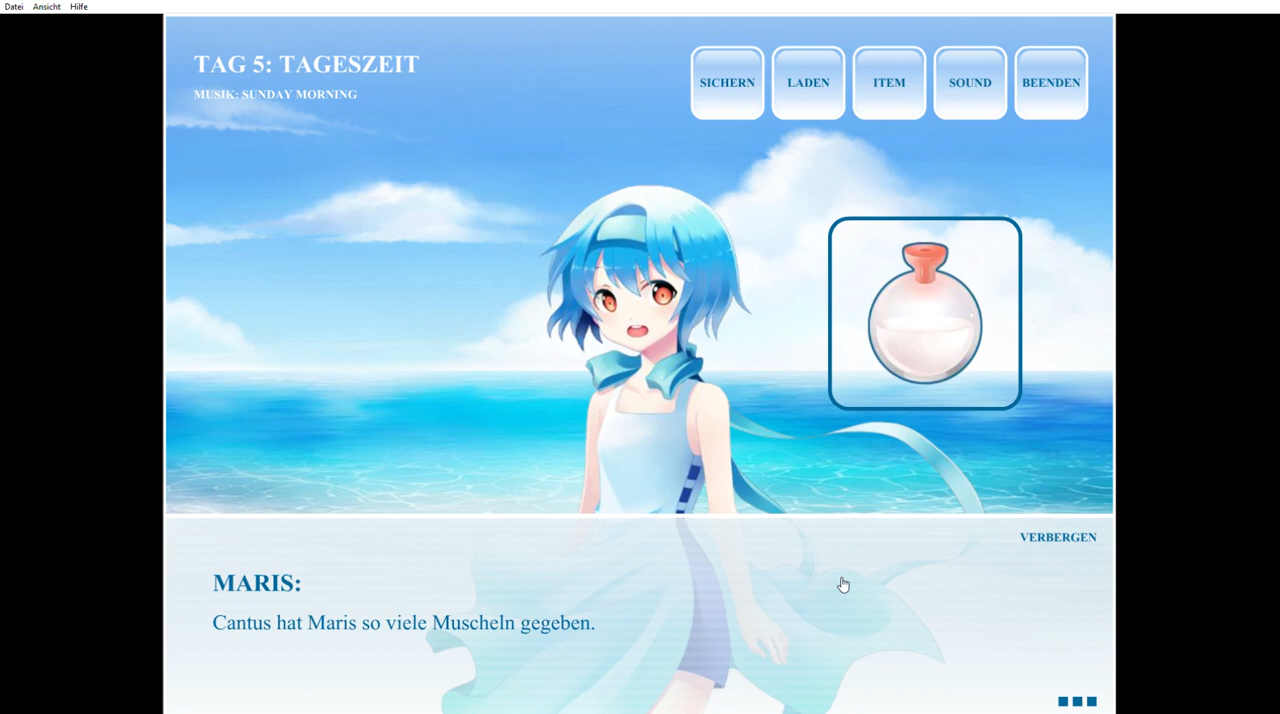 Datei Ansicht Hilfe
TAG 5: TAGESZEIT
MUSIK: SUNDAY MORNING
SICHERN LADEN ITEM SOUND BEENDEN
VERBERGEN
MARIS:
Cantus hat Maris so viele Muscheln gegeben.